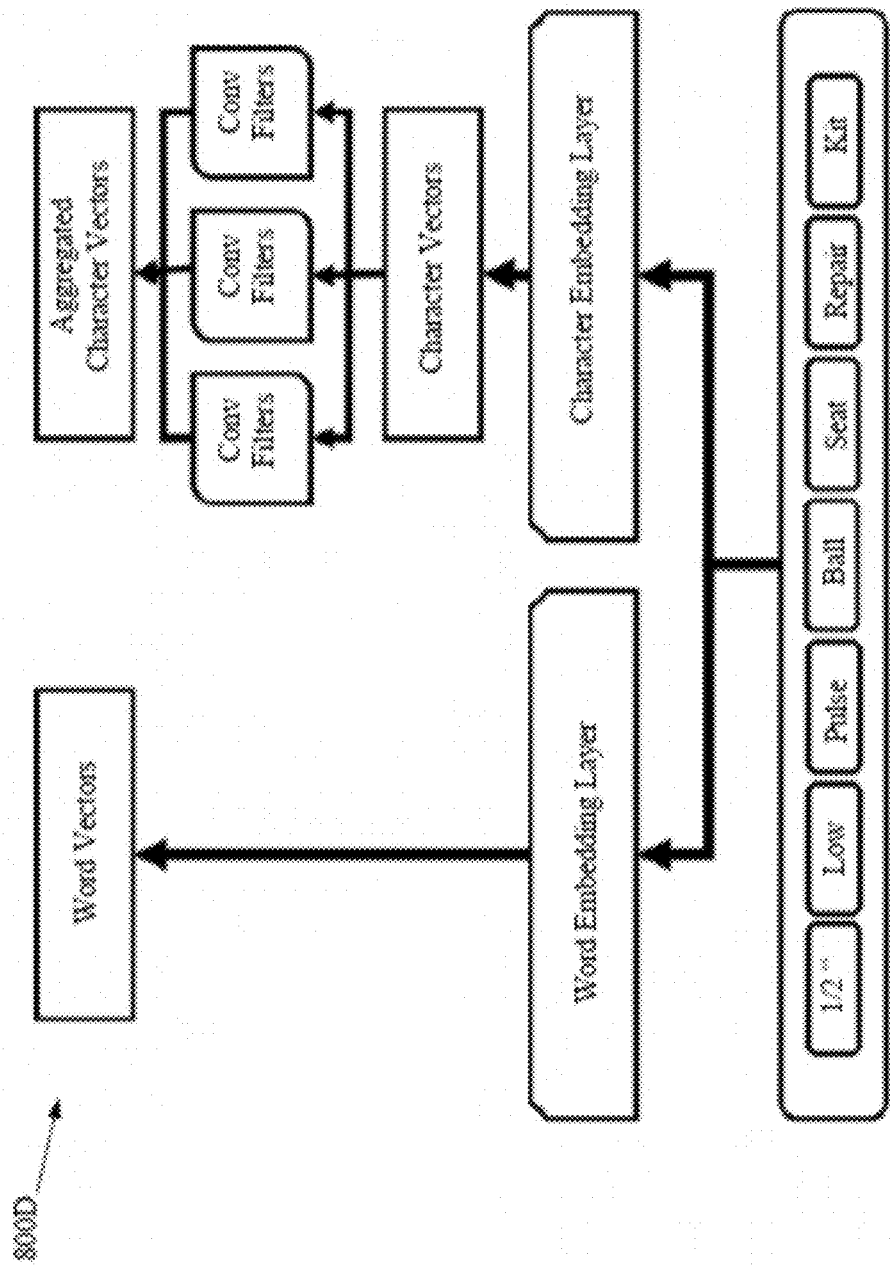 800D
Word Vectors
Aggregated
Character Vectors
Conv
Filters
Conv
Filters
Conv
Filters
Character Vectors
Word Embedding Layer
Character Embedding Layer
1/2 “
Low
Pulse
Ball
Seat
Repair
Kit